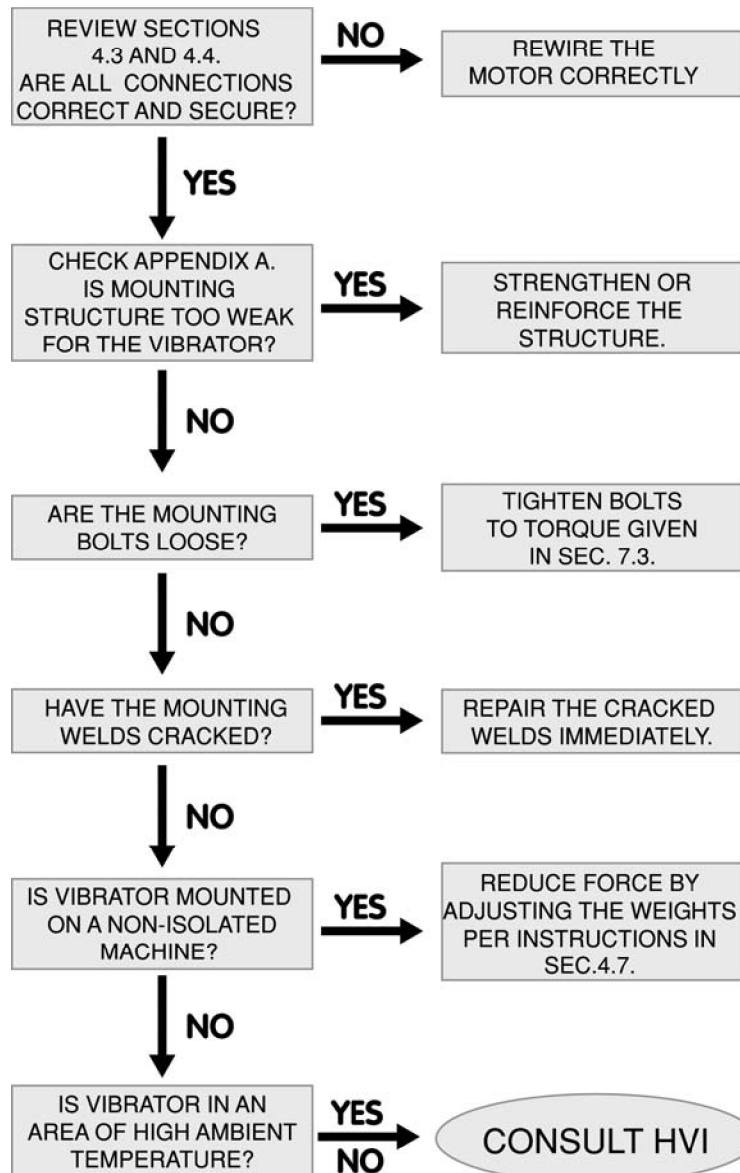 REVIEW SECTIONS
4.3 AND 4.4.
ARE ALL CONNECTIONS
CORRECT AND SECURE?
NO
REWIRE THE
MOTOR CORRECTLY
YES
CHECK APPENDIX A.
IS MOUNTING
STRUCTURE TOO WEAK
FOR THE VIBRATOR?
YES
STRENGTHEN OR
REINFORCE THE
STRUCTURE.
NO
ARE THE MOUNTING
BOLTS LOOSE?
YES
TIGHTEN BOLTS
TO TORQUE GIVEN
IN SEC. 7.3.
NO
HAVE THE MOUNTING
WELDS CRACKED?
YES
REPAIR THE CRACKED
WELDS IMMEDIATELY.
NO
IS VIBRATOR MOUNTED
ON A NON-ISOLATED
MACHINE?
YES
REDUCE FORCE BY
ADJUSTING THE WEIGHTS
PER INSTRUCTIONS IN
SEC.4.7.
NO
IS VIBRATOR IN AN
AREA OF HIGH AMBIENT
TEMPERATURE?
YES
NO
CONSULT HVI